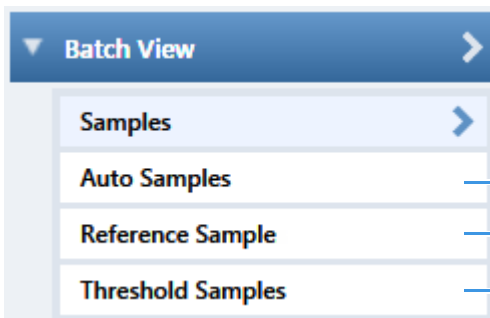 Batch View
Samples
Auto Samples
Reference Sample
Threshold Samples